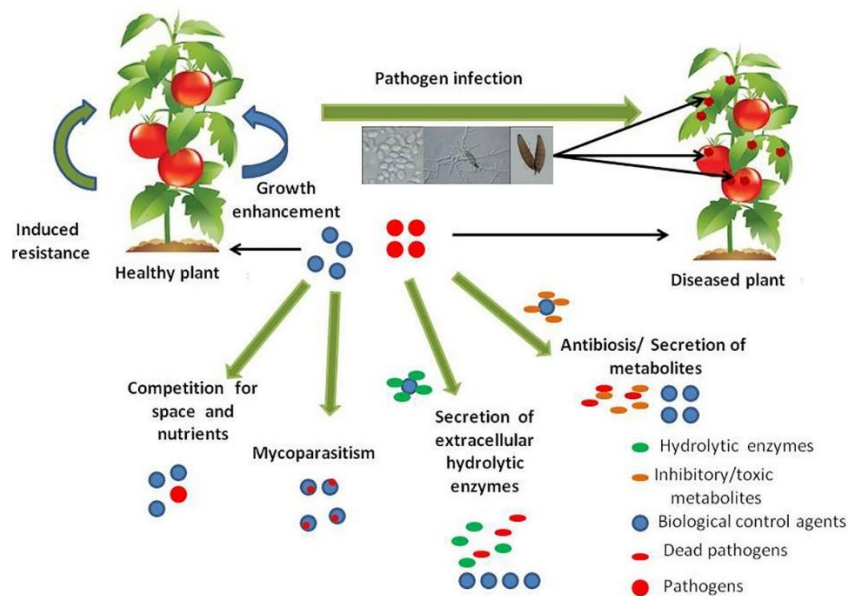 Pathogen infection
Growth
enhancement
Induced
resistance
Healthy plant
Diseased plant
Competition for
space and
nutrients
Mycoparasitism
Secretion of
extracellular
hydrolytic
enzymes
Antibiosis/ Secretion of
metabolites
Hydrolytic enzymes
Inhibitory/toxic
metabolites
Biological control agents
Dead pathogens
Pathogens